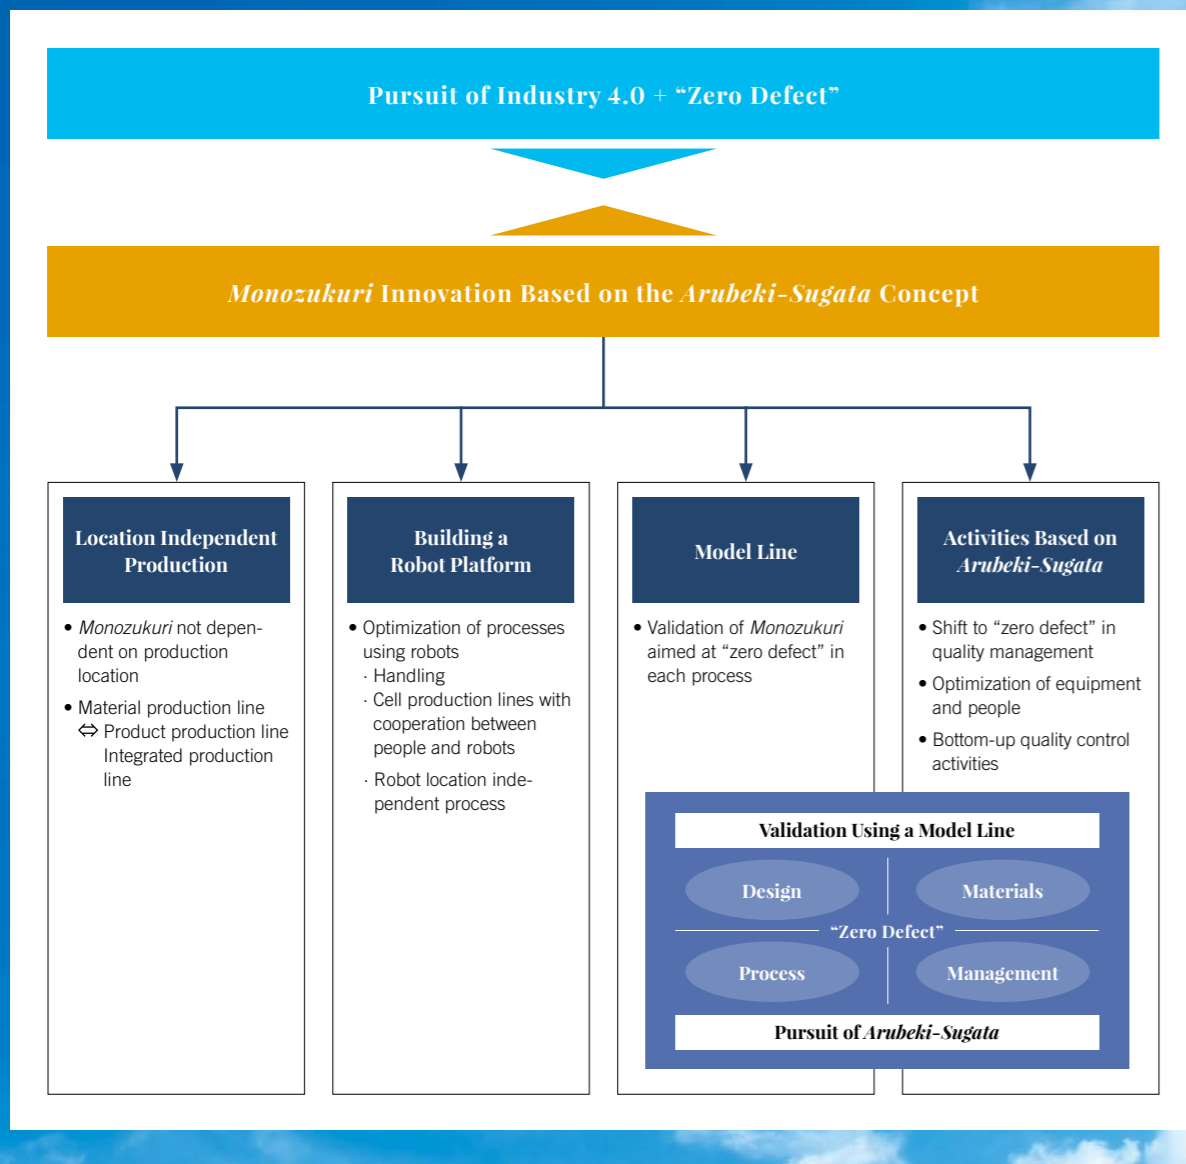 Pursuit of Industry 4.0 + “Zero Defect”
Monozukuri Innovation Based on the Arubeki-Sugata Concept
Location Independent
Production
• Monozukuri not depen-
dent on production
location
• Material production line
⇔ Product production line
Integrated production
line
Building a
Robot Platform
• Optimization of processes
using robots
· Handling
· Cell production lines with
cooperation between
people and robots
· Robot location inde-
pendent process
Model Line
• Validation of Monozukuri
aimed at “zero defect” in
each process
Activities Based on
Arubeki-Sugata
• Shift to “zero defect” in
quality management
• Optimization of equipment
and people
• Bottom-up quality control
activities
Validation Using a Model Line
Design
Materials
“Zero Defect”
Process
Management
Pursuit of Arubeki-Sugata